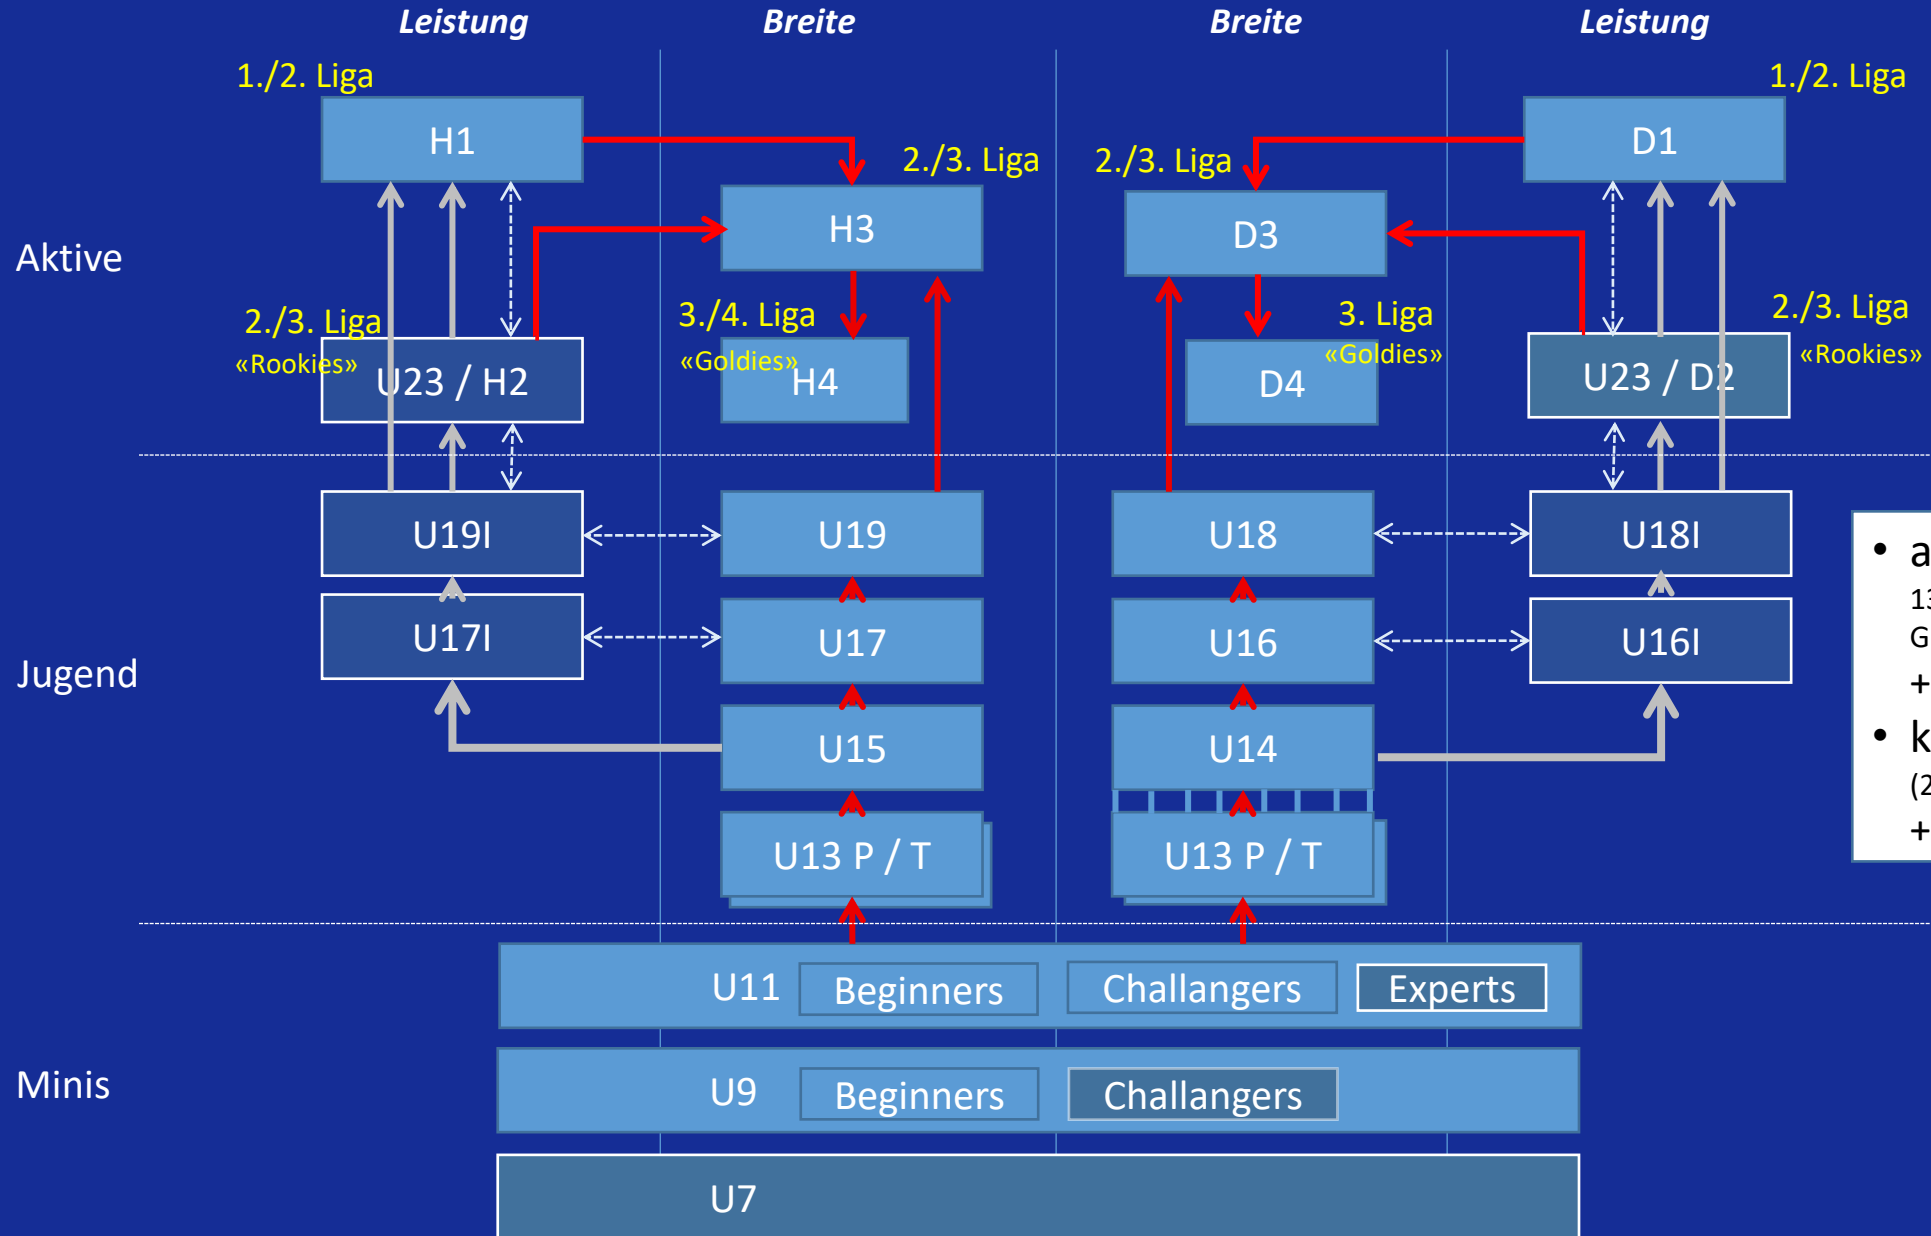 Leistung Breite Breite Leistung
1./2. Liga 1./2. Liga
H1 D1
2./3. Liga 2./3. Liga
H3 D3
Aktive
2./3. Liga 3./4. Liga 3. Liga 2./3. Liga
«Rookies» «Goldies» «Goldies» «Rookies»
U23 / H2 H4 D4 U23 / D2
U19I U19 U18 U18I
U17I U17 U16 U16I
Jugend
U15 U14
U13 P / T U13 P / T
• a
13
G
+
• k
(2
+
U11 Beginners Challangers Experts
Minis
U9 Beginners Challangers
U7